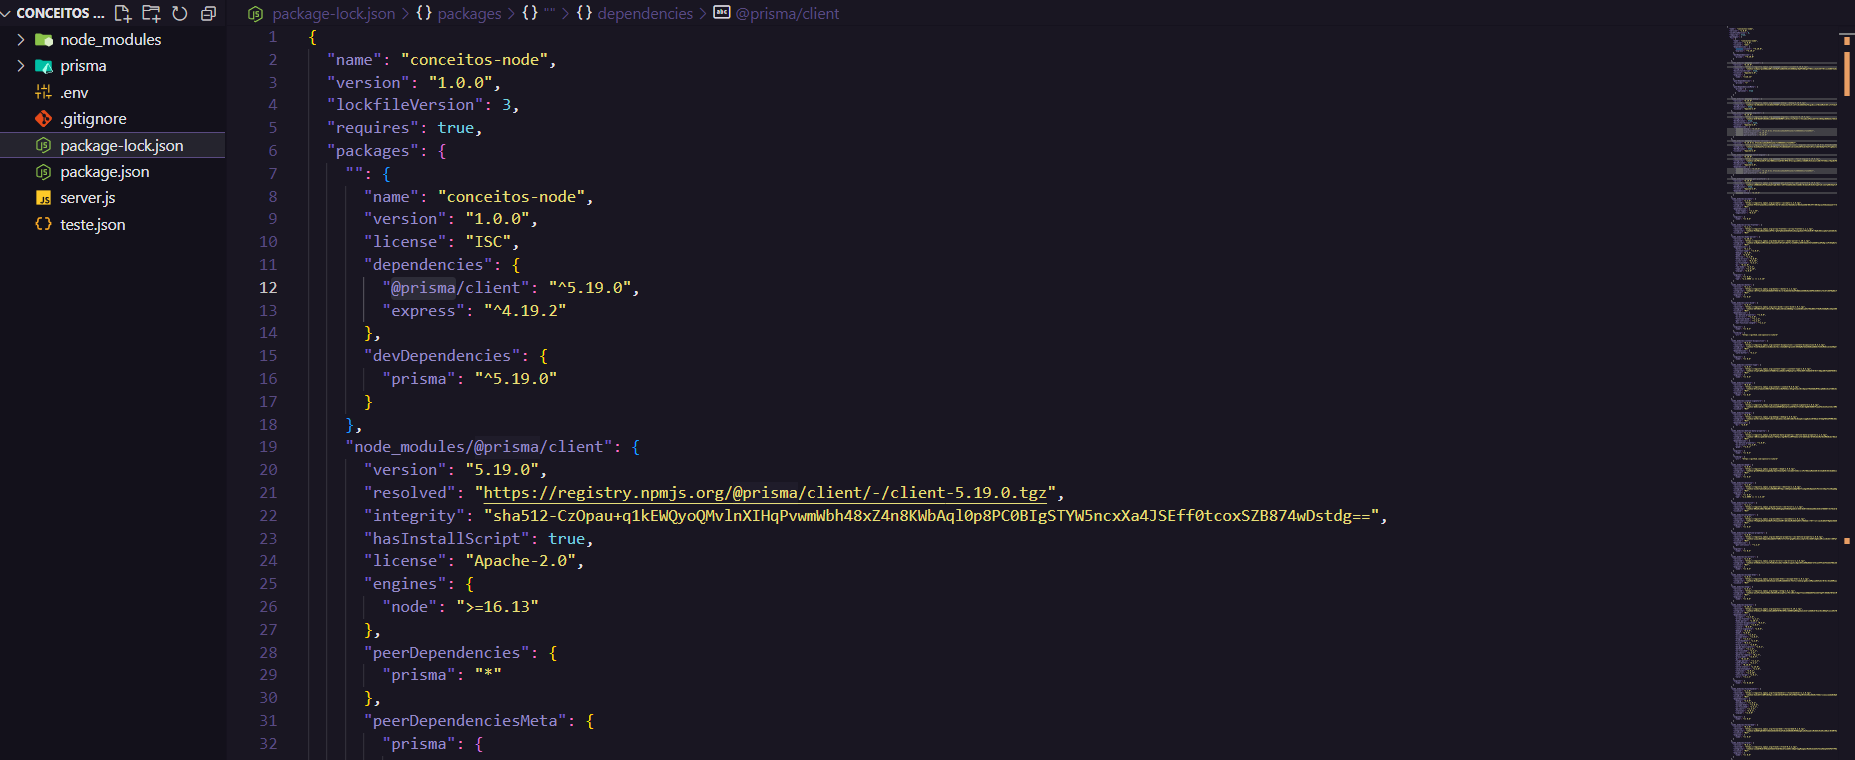 CONCEITOS ...
node_modules
prisma
.env
.gitignore
package-lock.json
package.json
JS server.js
teste.json
package-lock.json > {} packages > {} "" > {} dependencies > abc @prisma/client
1 {
2 "name": "conceitos-node",
3 "version": "1.0.0",
4 "lockfileVersion": 3,
5 "requires": true,
6 "packages": {
7 "": {
8 "name": "conceitos-node",
9 "version": "1.0.0",
10 "license": "ISC",
11 "dependencies": {
12 "@prisma/client": "^5.19.0",
13 "express": "^4.19.2"
14 },
15 "devDependencies": {
16 "prisma": "^5.19.0"
17 }
18 },
19 "node_modules/@prisma/client": {
20 "version": "5.19.0",
21 "resolved": "https://registry.npmjs.org/@prisma/client/-/client-5.19.0.tgz",
22 "integrity": "sha512-CzOpau+q1kEWQyoQMvlnXIHqPvwmWbh48xZ4n8KWbAql0p8PC0BIgSTYW5ncxXa4JSEff0tcoxSZB874wDstdg==",
23 "hasInstallScript": true,
24 "license": "Apache-2.0",
25 "engines": {
26 "node": ">=16.13"
27 },
28 "peerDependencies": {
29 "prisma": "*"
30 },
31 "peerDependenciesMeta": {
32 "prisma": {